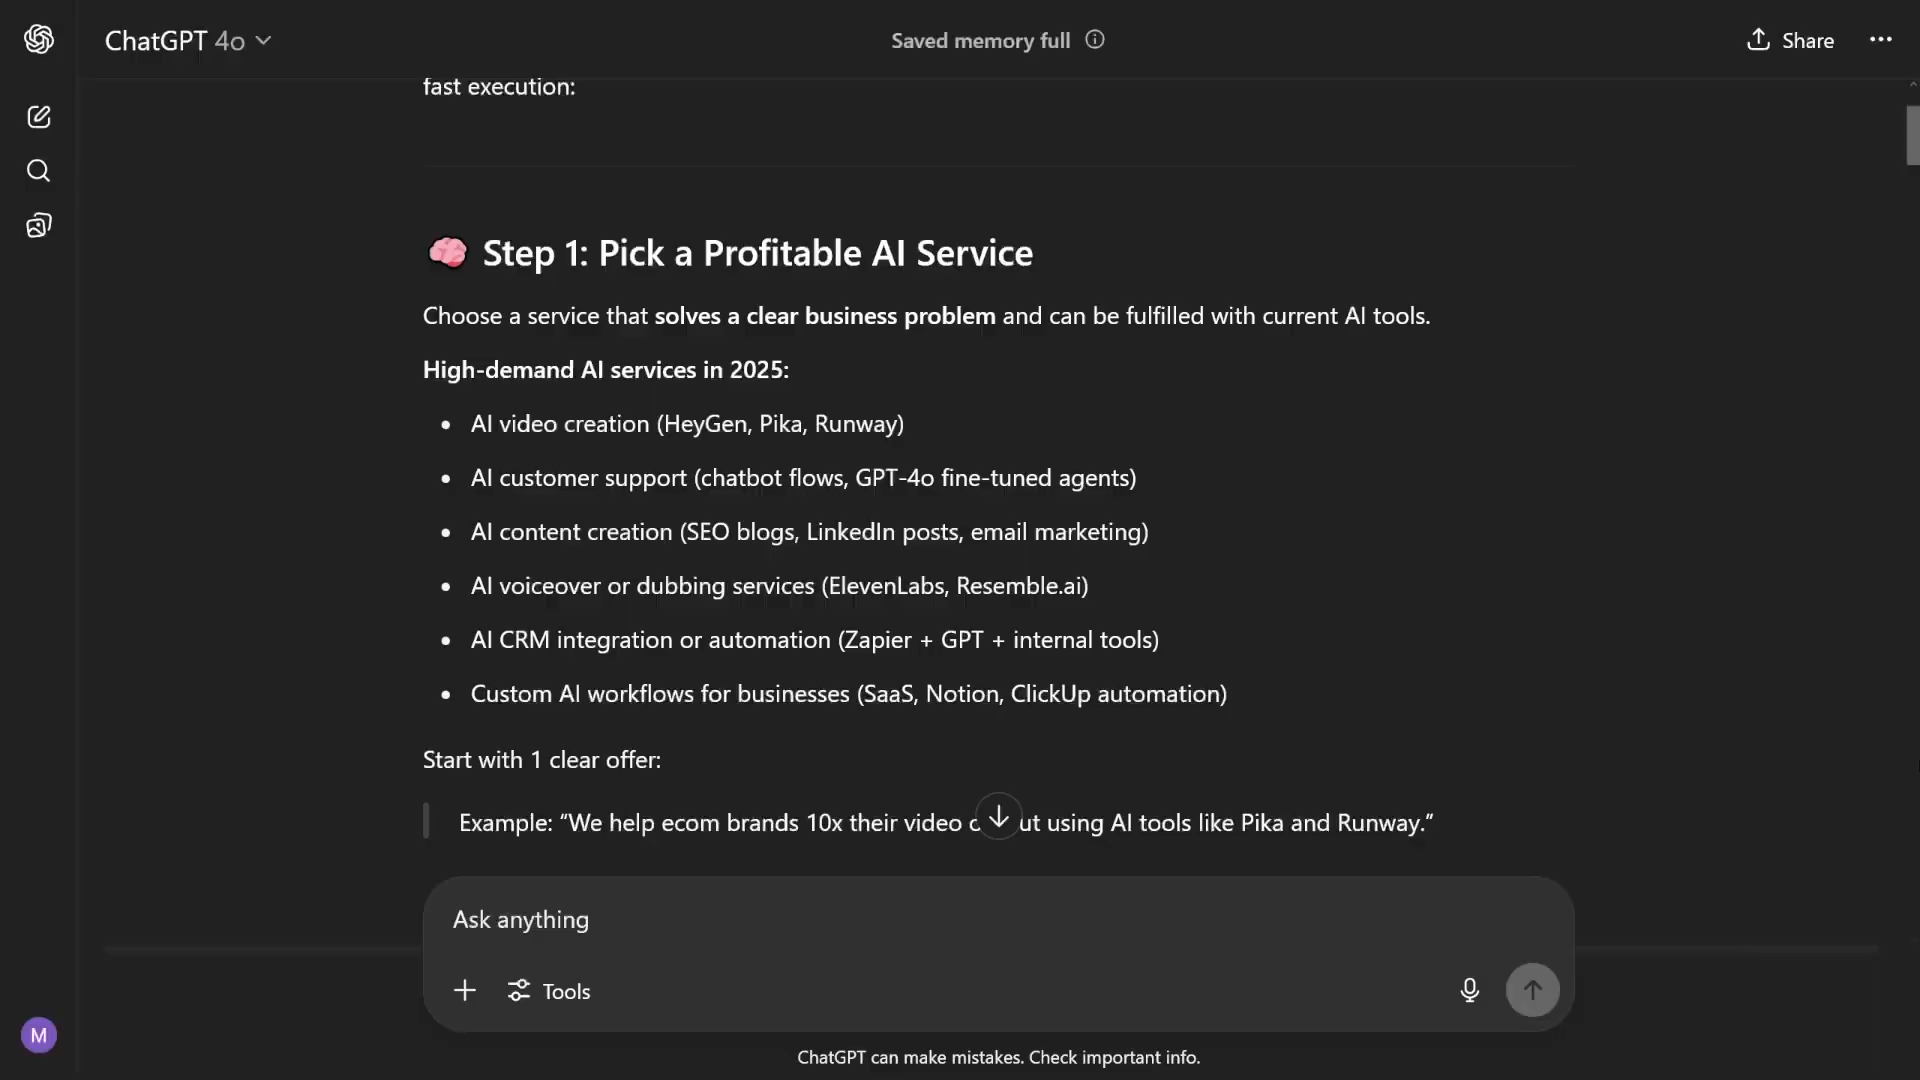 ChatGPT 4o
Saved memory full
Share
fast execution:
Step 1: Pick a Profitable AI Service
Choose a service that solves a clear business problem and can be fulfilled with current AI tools.
High-demand AI services in 2025:
• AI video creation (HeyGen, Pika, Runway)
• AI customer support (chatbot flows, GPT-4o fine-tuned agents)
• AI content creation (SEO blogs, LinkedIn posts, email marketing)
• AI voiceover or dubbing services (ElevenLabs, Resemble.ai)
• AI CRM integration or automation (Zapier + GPT + internal tools)
• Custom AI workflows for businesses (SaaS, Notion, ClickUp automation)
Start with 1 clear offer:
Example: “We help ecom brands 10x their video using AI tools like Pika and Runway.”
Ask anything
Tools
M
ChatGPT can make mistakes. Check important info.